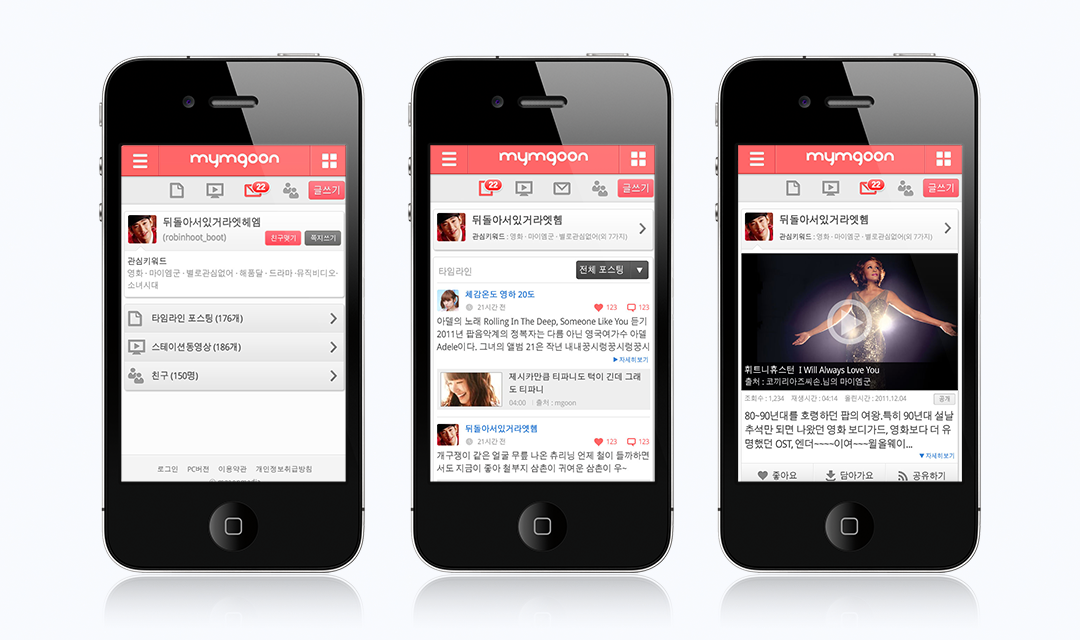 mymgoon
22
글쓰기
뒤돌아서있거라엣헤엠
(robinhoot_boot)
친구맺기
쪽지쓰기
관심키워드
영화 · 마이엠군 · 별로관심없어 · 해품달 · 드라마 ·뮤직비디오·
소녀시대
타임라인 포스팅 (176개)
스테이션동영상 (186개)
친구 (150명)
로그인 PC버전 이용약관 개인정보취급방침
mymgoon
22
글쓰기
뒤돌아서있거라엣헴
관심키워드 : 영화 · 마이엠군 · 별로관심없어(외 7가지)
타임라인
전체 포스팅 ▼
체감온도 영하 20도
21시간 전
123 123
아델의 노래 Rolling In The Deep, Someone Like You 듣기
2011년 팝음악계의 정복자는 다름 아닌 영국여가수 아델
Adele이다. 그녀의 앨범 21은 작년 내내꿍시렁꿍시렁꿍시
▶자세히보기
제시카만큼 티파니도 턱이 긴데 그래
도 티파니
04:00 | 출처 : mgoon
뒤돌아서있거라엣헴
21시간 전
123 123
개구쟁이 같은 얼굴 무릎 나온 츄리닝 언제 철이 들까하면
서도 지금이 좋아 철부지 삼촌이 귀여운 삼촌이 우~
mymgoon
22
글쓰기
뒤돌아서있거라엣헴
관심키워드 : 영화 · 마이엠군 · 별로관심없어(외 7가지)
휘트니휴스턴 I Will Always Love You
출처 : 코끼리아즈씨손.님의 마이엠군
조회수 : 1,234 재생시간 : 04:14 올린시간 : 2011.12.04
공개
80~90년대를 호령하던 팝의 여왕.특히 90년대 설날
추석만 되면 나왔던 영화 보디가드, 영화보다 더 유
명했던 OST, 엔더~~~~이여~~~윌올웨이...
▼자세히보기
좋아요 담아가요 공유하기